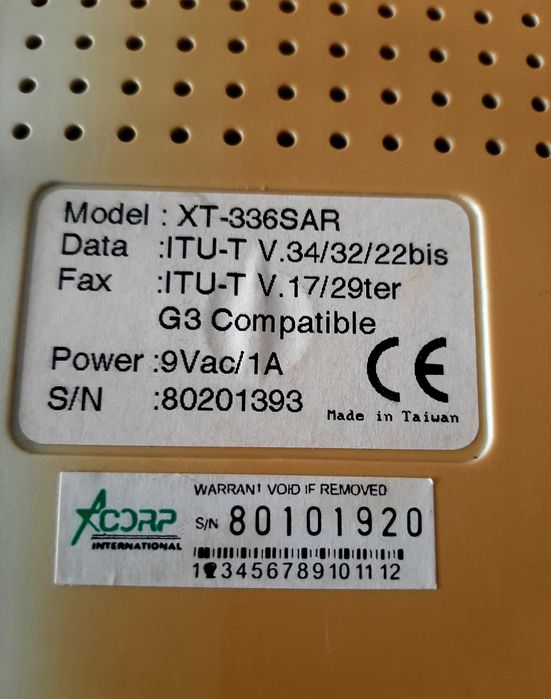 Model : XT-336SAR
Data :ITU-T V.34/32/22bis
Fax :ITU-T V.17/29ter
G3 Compatible
Power :9Vac/1A
S/N :80201393
CE
Made in Taiwan
WARRANT VOID IF REMOVED
ACORP
INTERNATIONAL
S/N 80101920
1 2 3 4 5 6 7 8 9 10 11 12